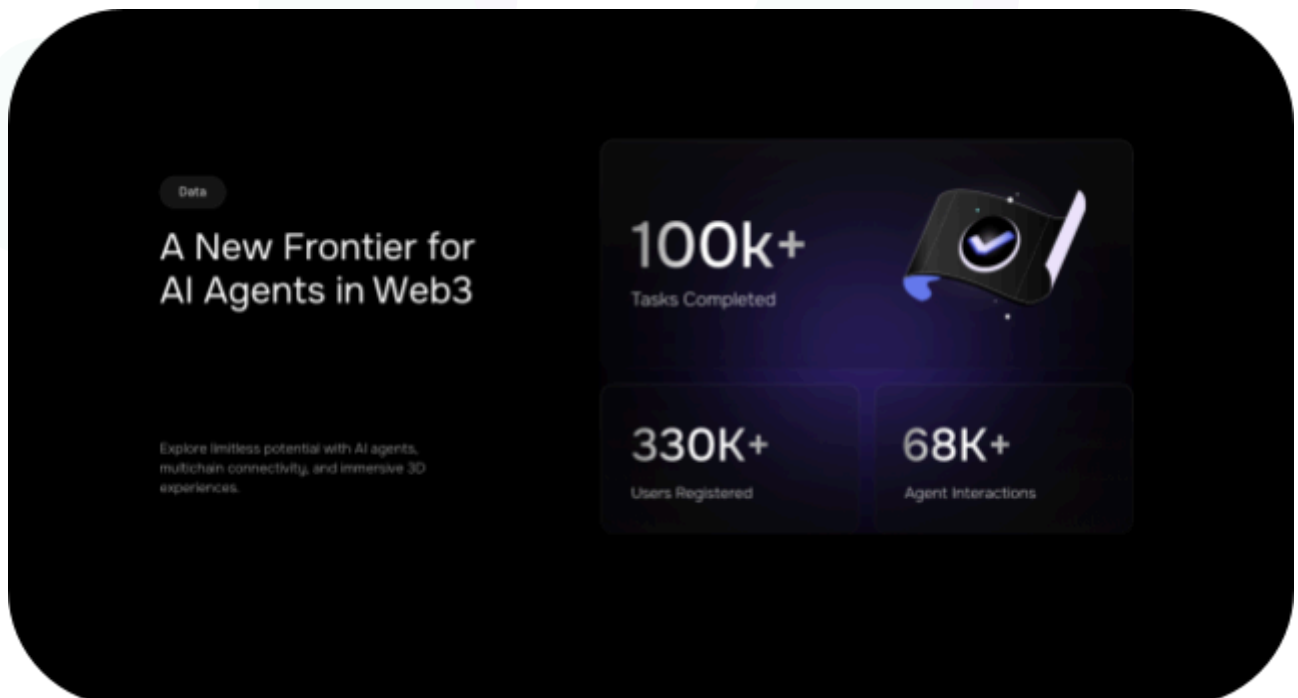 Data
A New Frontier for
AI Agents in Web3
Explore limitless potential with AI agents,
multichain connectivity, and immersive 3D
experiences.
100k+
Tasks Completed
330K+
Users Registered
68K+
Agent Interactions